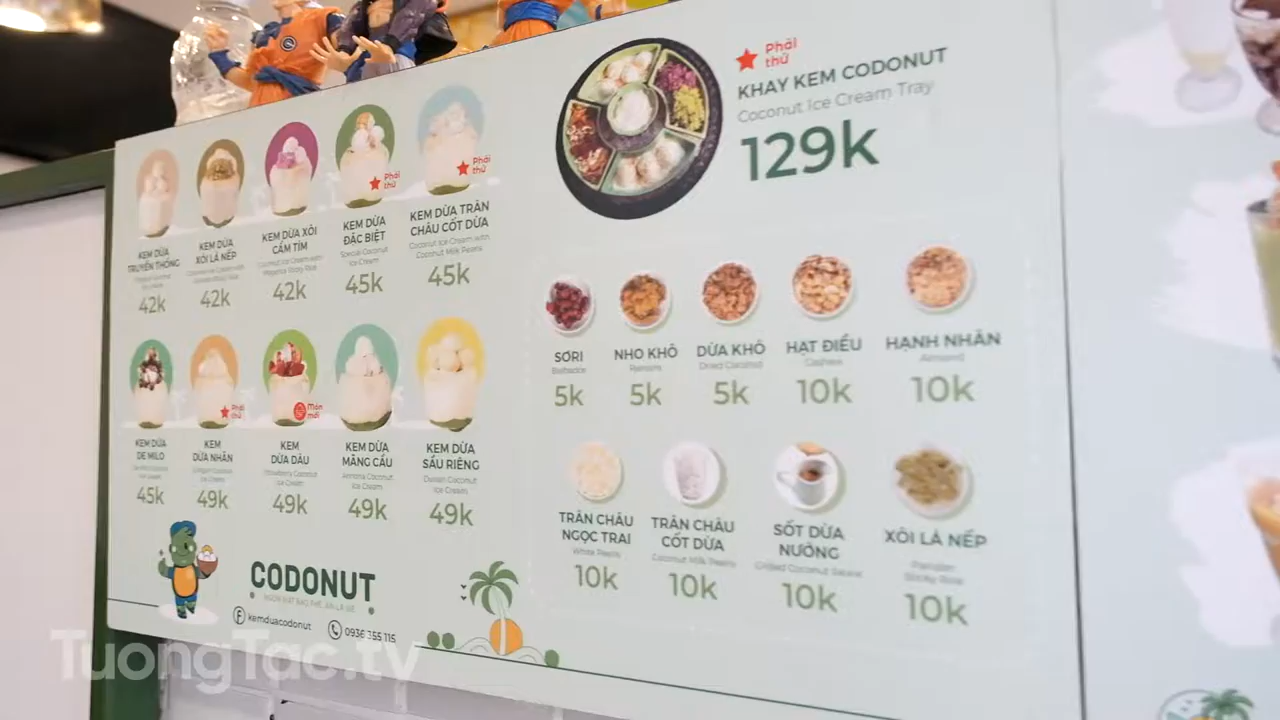 KEM DỪA
TRUYỀN THỐNG
42k
KEM DỪA
XÔI LÁ NẾP
42k
KEM DỪA XÔI
CẨM TÍM
42k
Phải
thử
KEM DỪA
ĐẶC BIỆT
Special Coconut
Ice Cream
45k
Phải
thử
KEM DỪA TRÂN
CHÂU CỐT DỪA
Coconut Ice Cream with
Coconut Milk Pearls
45k
KEM DỪA
DE MILO
45k
Phải
thử
KEM
DỪA NHÃN
49k
Món
mới
KEM
DỪA DÂU
Strawberry Coconut
Ice Cream
49k
KEM DỪA
MÃNG CẦU
Annona Coconut
Ice Cream
49k
KEM DỪA
SẦU RIÊNG
Durian Coconut
Ice Cream
49k
CODONUT
kemduacodonut
0936 355 115
Phải
thử
KHAY KEM CODONUT
Coconut Ice Cream Tray
129k
SƠRI
5k
NHO KHÔ
Raisins
5k
DỪA KHÔ
Dried Coconut
5k
HẠT ĐIỀU
Cashews
10k
HẠNH NHÂN
Almond
10k
TRÂN CHÂU
NGỌC TRAI
White Pearls
10k
TRÂN CHÂU
CỐT DỪA
Coconut Milk Pearls
10k
SỐT DỪA
NƯỚNG
Grilled Coconut Sauce
10k
XÔI LÁ NẾP
Pandan
Sticky Rice
10k
TuongTac.tv